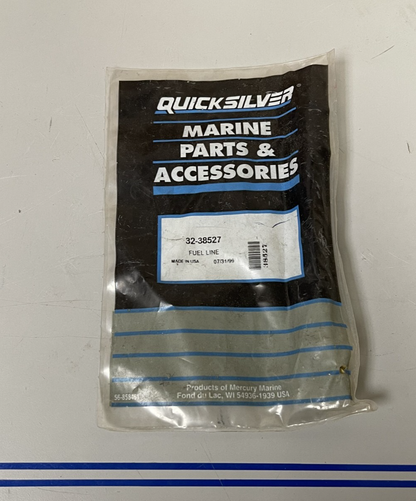 QUICKSILVER
MARINE
PARTS &
ACCESSORIES
32-38527
FUEL LINE
MADE IN USA 07/31/99
38527
Products of Mercury Marine
Fond du Lac, WI 54936-1939 USA